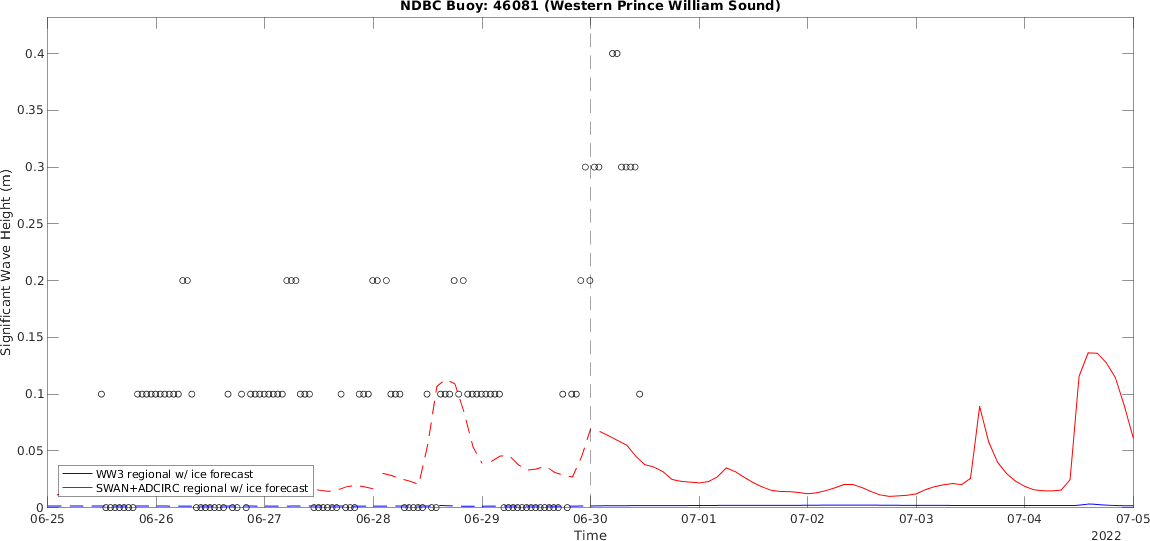 NDBC Buoy: 46081 (Western Prince William Sound)
0.4
0.35
0.3
0.25
0.2
0.15
0.1
0.05
0
Significant Wave Height (m)
WW3 regional w/ ice forecast
SWAN+ADCIRC regional w/ ice forecast
06-25 06-26 06-27 06-28 06-29 06-30 07-01 07-02 07-03 07-04 07-05
Time
2022